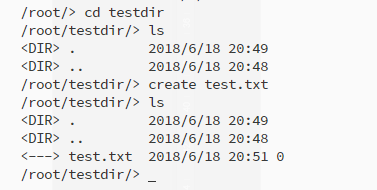 /root/> cd testdir
/root/testdir/> ls
<DIR> .          2018/6/18 20:49
<DIR> ..         2018/6/18 20:48
/root/testdir/> create test.txt
/root/testdir/> ls
<DIR> .          2018/6/18 20:49
<DIR> ..         2018/6/18 20:48
<---> test.txt  2018/6/18 20:51 0
/root/testdir/> _